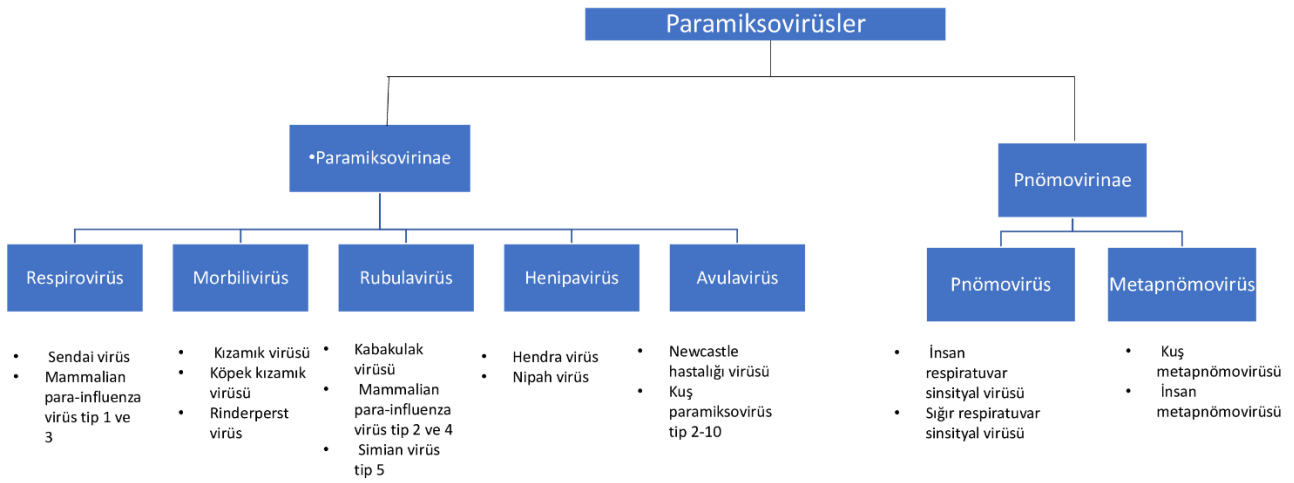 Paramiksovirüsler
•Paramiksovirinae
Pnömovirinae
Respirovirüs
Morbilivirüs
Rubulavirüs
Henipavirüs
Avulavirüs
Pnömovirüs
Metapnömovirüs
• Sendai virüs
• Mammalian
para-influenza
virüs tip 1 ve
3
• Kızamık virüsü
• Köpek kızamık
virüsü
• Rinderperst
virüs
• Kabakulak
virüsü
• Mammalian
para-influenza
virüs tip 2 ve 4
• Simian virüs
tip 5
• Hendra virüs
• Nipah virüs
• Newcastle
hastalığı virüsü
• Kuş
paramiksovirüs
tip 2-10
• İnsan
respiratuvar
sinsityal virüsü
• Sığır respiratuvar
sinsityal virüsü
• Kuş
metapnömovirüsü
• İnsan
metapnömovirüsü